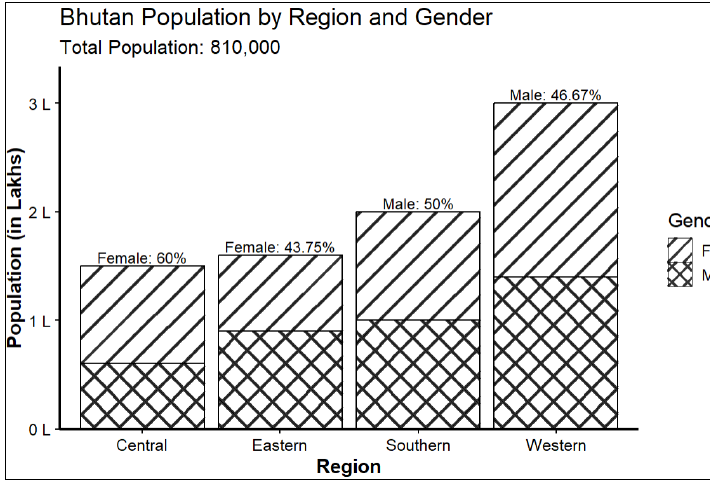 Bhutan Population by Region and Gender
Total Population: 810,000
Population (in Lakhs)
3 L
2 L
1 L
0 L
Female: 60%
Female: 43.75%
Male: 50%
Male: 46.67%
Central
Eastern
Southern
Western
Region
Gend
F
M